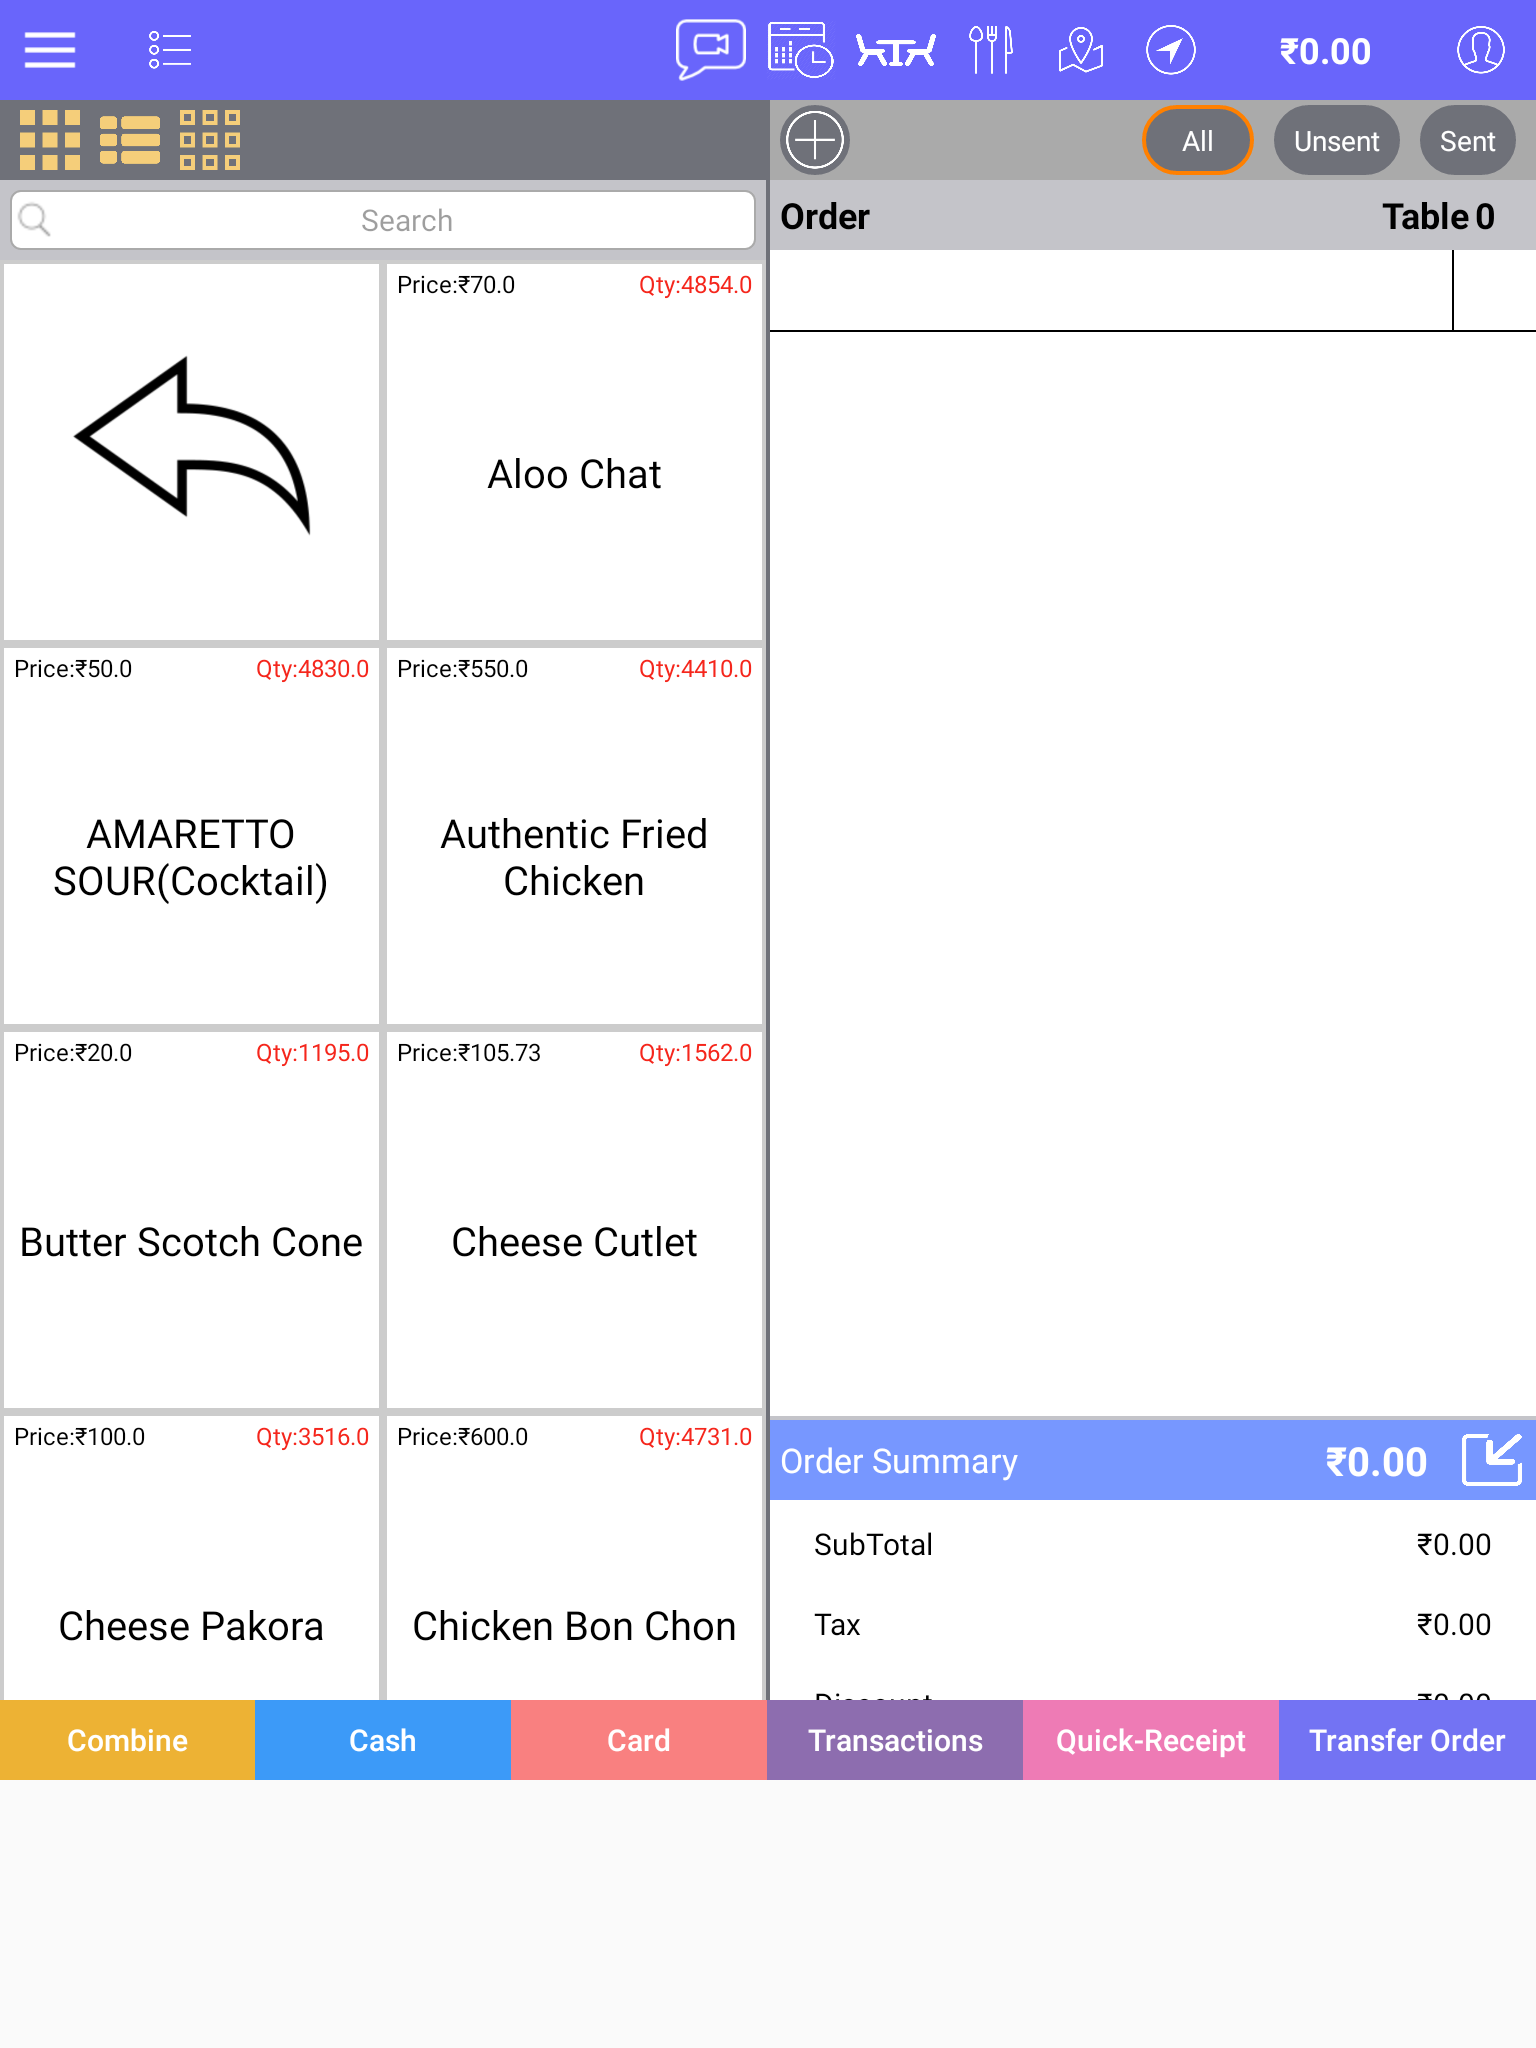 ₹0.00
All
Unsent
Sent
Search
Order
Table 0
Price:₹70.0
Qty:4854.0
Aloo Chat
Price:₹50.0
Qty:4830.0
AMARETTO
SOUR(Cocktail)
Price:₹550.0
Qty:4410.0
Authentic Fried
Chicken
Price:₹20.0
Qty:1195.0
Butter Scotch Cone
Price:₹105.73
Qty:1562.0
Cheese Cutlet
Price:₹100.0
Qty:3516.0
Cheese Pakora
Price:₹600.0
Qty:4731.0
Chicken Bon Chon
Order Summary
₹0.00
SubTotal
₹0.00
Tax
₹0.00
Discount
₹0.00
Combine
Cash
Card
Transactions
Quick-Receipt
Transfer Order